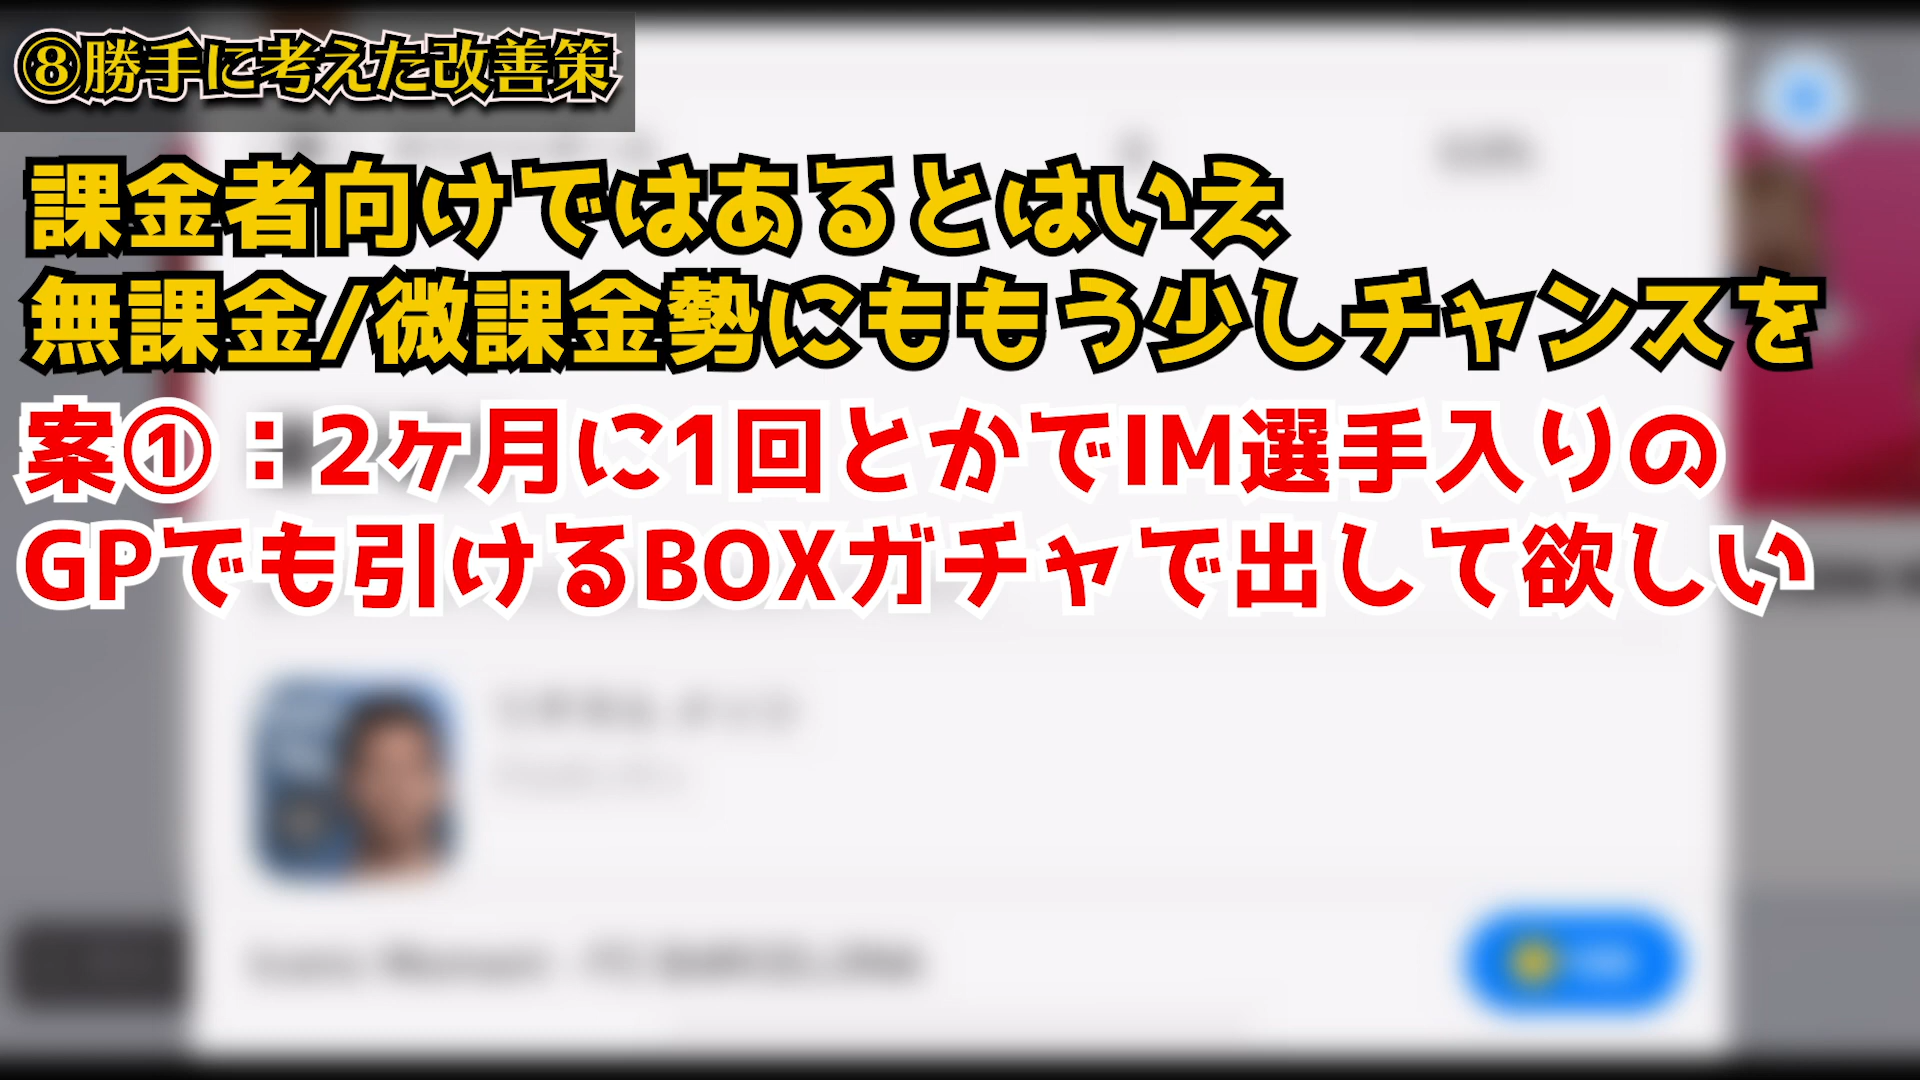 ⑧勝手に考えた改善策
課金者向けではあるとはいえ
無課金/微課金勢にももう少しチャンスを
案①：2ヶ月に1回とかでIM選手入りの
GPでも引けるBOXガチャで出して欲しい